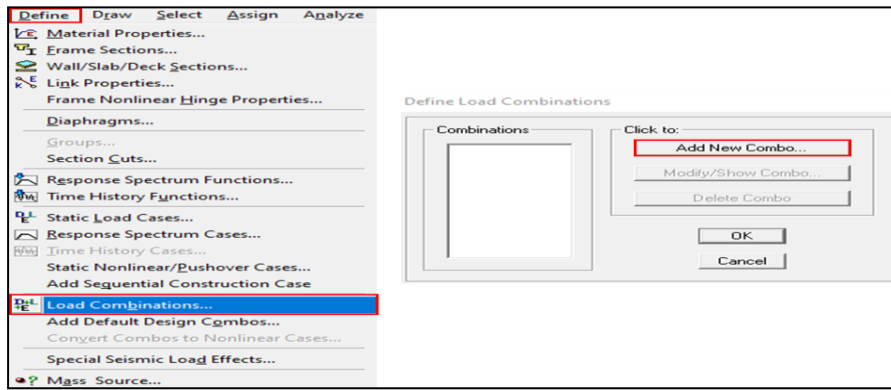 Define Draw Select Assign Analyze
Material Properties...
Frame Sections...
Wall/Slab/Deck Sections...
Link Properties...
Frame Nonlinear Hinge Properties...
Diaphragms...
Groups...
Section Cuts...
Response Spectrum Functions...
Time History Functions...
Static Load Cases...
Response Spectrum Cases...
Time History Cases...
Static Nonlinear/Pushover Cases...
Add Sequential Construction Case
Load Combinations...
Add Default Design Combos...
Convert Combos to Nonlinear Cases...
Special Seismic Load Effects...
Mass Source...
Define Load Combinations
Combinations
Click to:
Add New Combo...
Modify/Show Combo...
Delete Combo
OK
Cancel